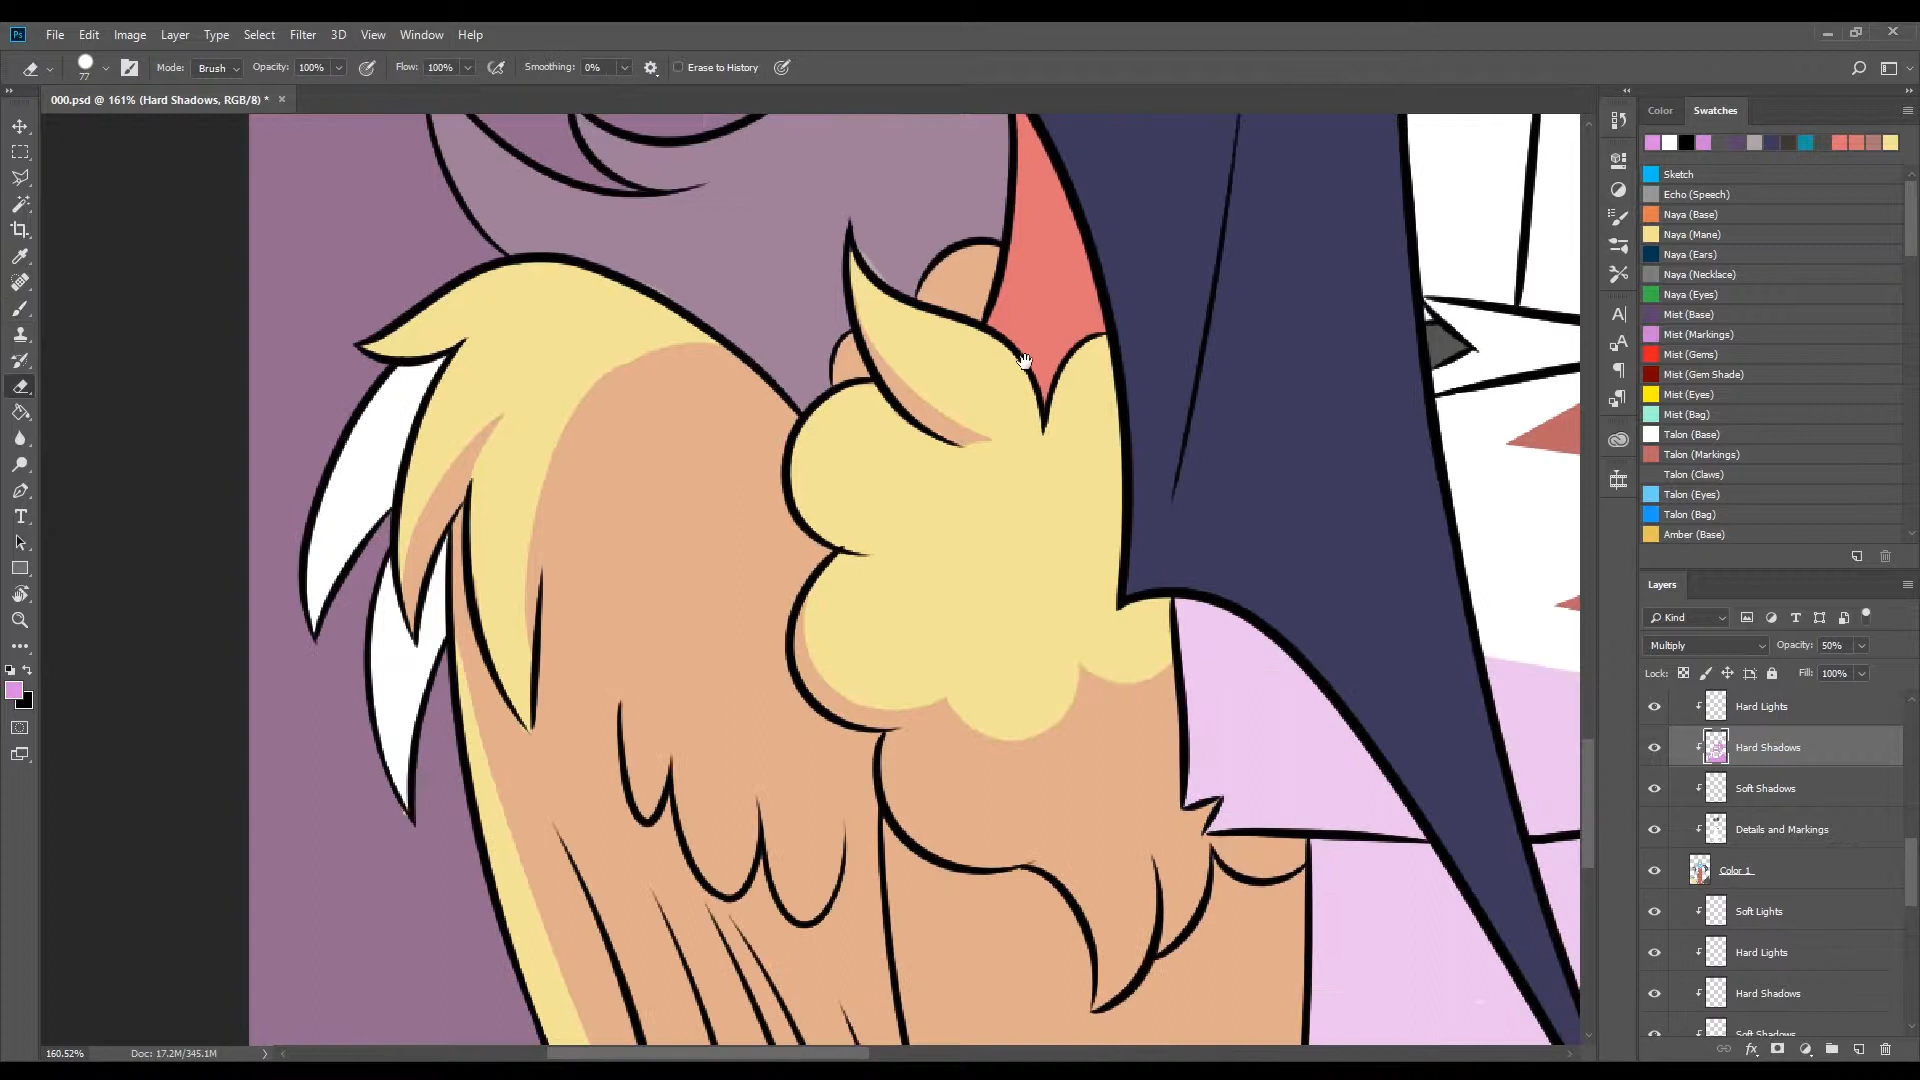 Ps File Edit Image Layer Type Select Filter 3D View Window Help
77 Mode: Brush Opacity: 100% Flow: 100% Smoothing: 0% Erase to History
000.psd @ 161% (Hard Shadows, RGB/8) *
Color Swatches
Sketch
Echo (Speech)
Naya (Base)
Naya (Mane)
Naya (Ears)
Naya (Necklace)
Naya (Eyes)
Mist (Base)
Mist (Markings)
Mist (Gems)
Mist (Gem Shade)
Mist (Eyes)
Mist (Bag)
Talon (Base)
Talon (Markings)
Talon (Claws)
Talon (Eyes)
Talon (Bag)
Amber (Base)
Layers
Kind
Multiply Opacity: 50%
Lock: Fill: 100%
Hard Lights
Hard Shadows
Soft Shadows
Details and Markings
Color 1
Soft Lights
Hard Lights
Hard Shadows
Soft Shadows
160.52% Doc: 17.2M/345.1M